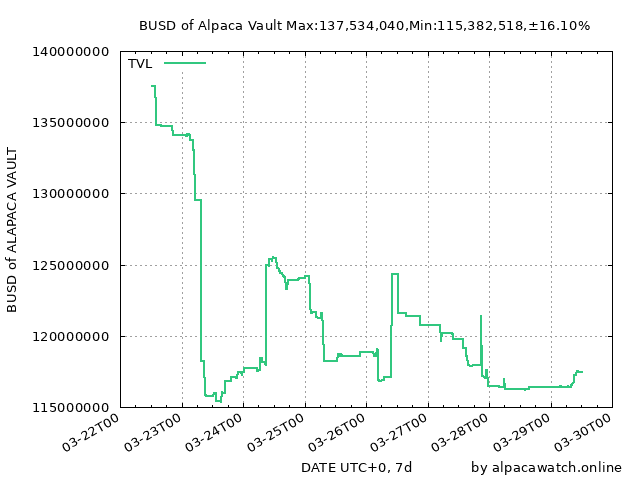 BUSD of Alpaca Vault Max:137,534,040,Min:115,382,518,±16.10%
TVL
140000000
135000000
130000000
125000000
120000000
115000000
BUSD of ALAPACA VAULT
03-22T00
03-23T00
03-24T00
03-25T00
03-26T00
03-27T00
03-28T00
03-29T00
03-30T00
DATE UTC+0, 7d
by alpacawatch.online